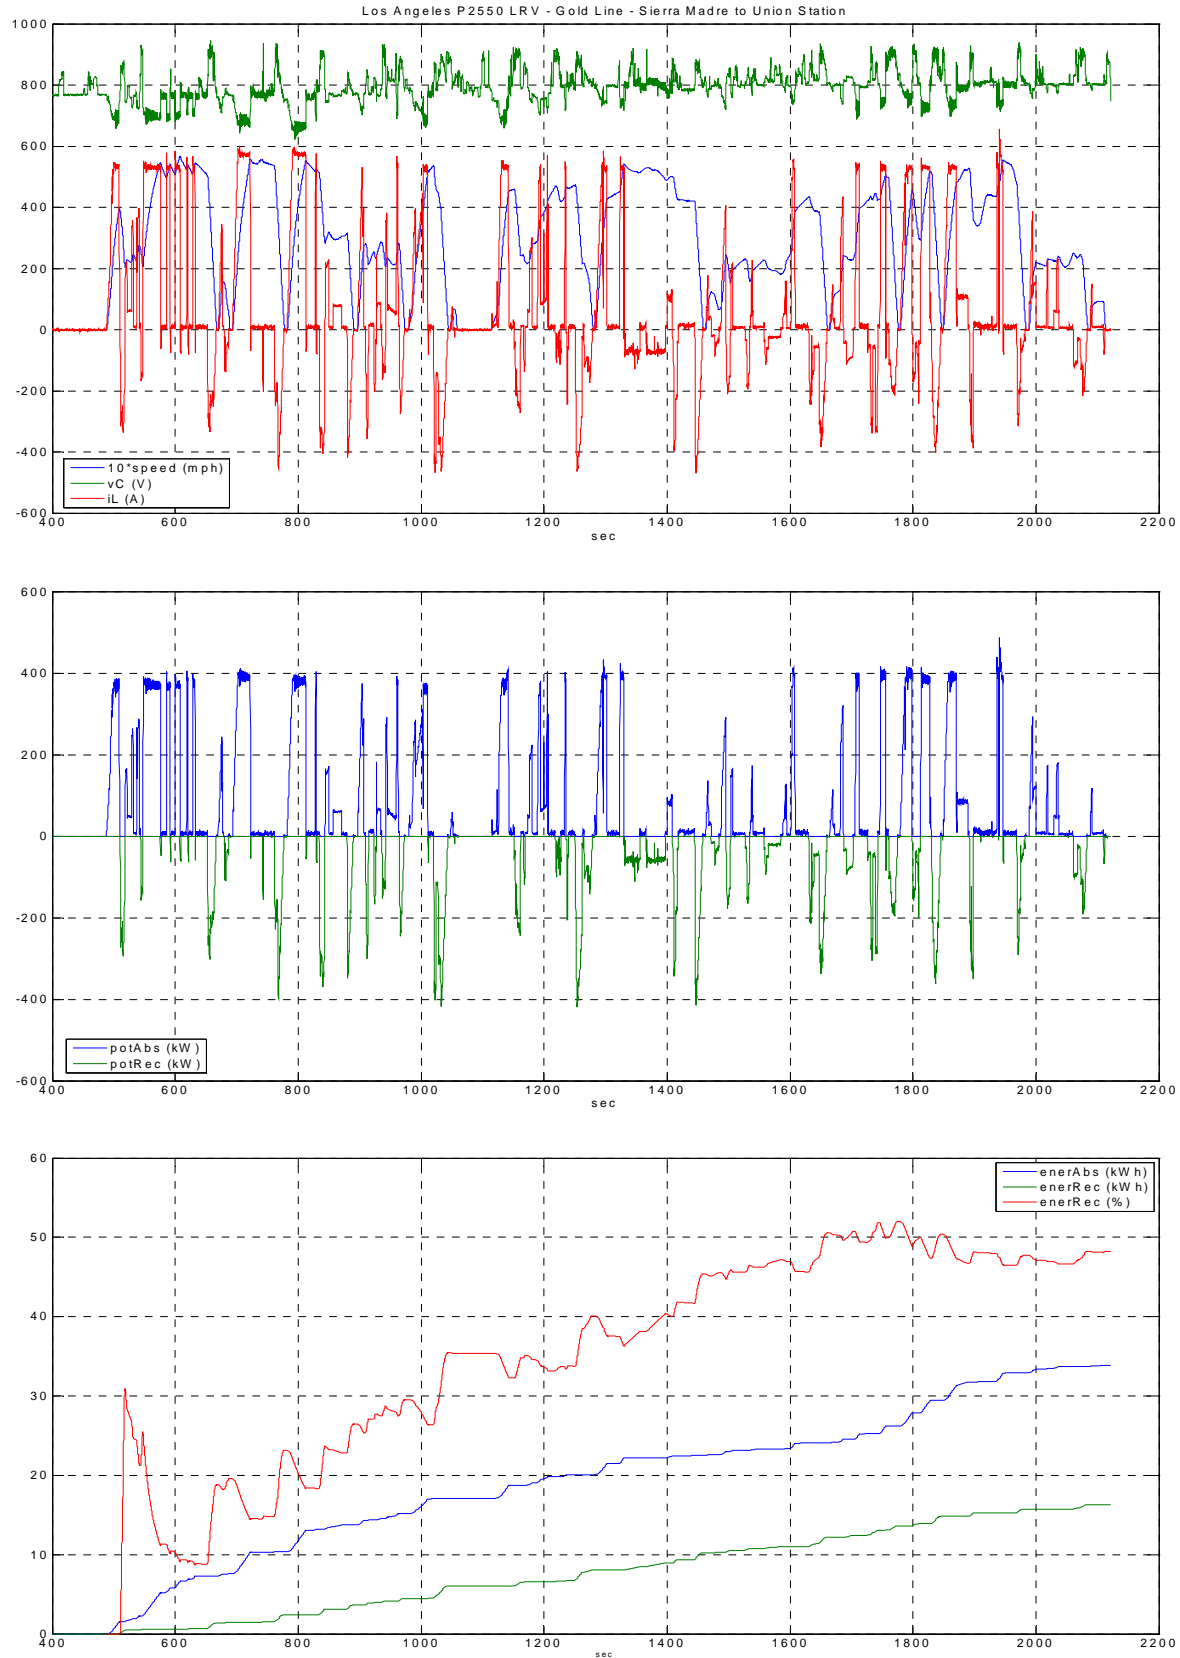 Los Angeles P2550 LRV - Gold Line - Sierra Madre to Union Station
1000
800
600
400
200
0
-200
-400
-600
10*speed (mph)
vC (V)
iL (A)
400 600 800 1000 1200 1400 1600 1800 2000 2200
sec
600
400
200
0
-200
-400
-600
potAbs (kW)
potRec (kW)
400 600 800 1000 1200 1400 1600 1800 2000 2200
sec
60
50
40
30
20
10
0
enerAbs (kWh)
enerRec (kWh)
enerRec (%)
400 600 800 1000 1200 1400 1600 1800 2000 2200
sec